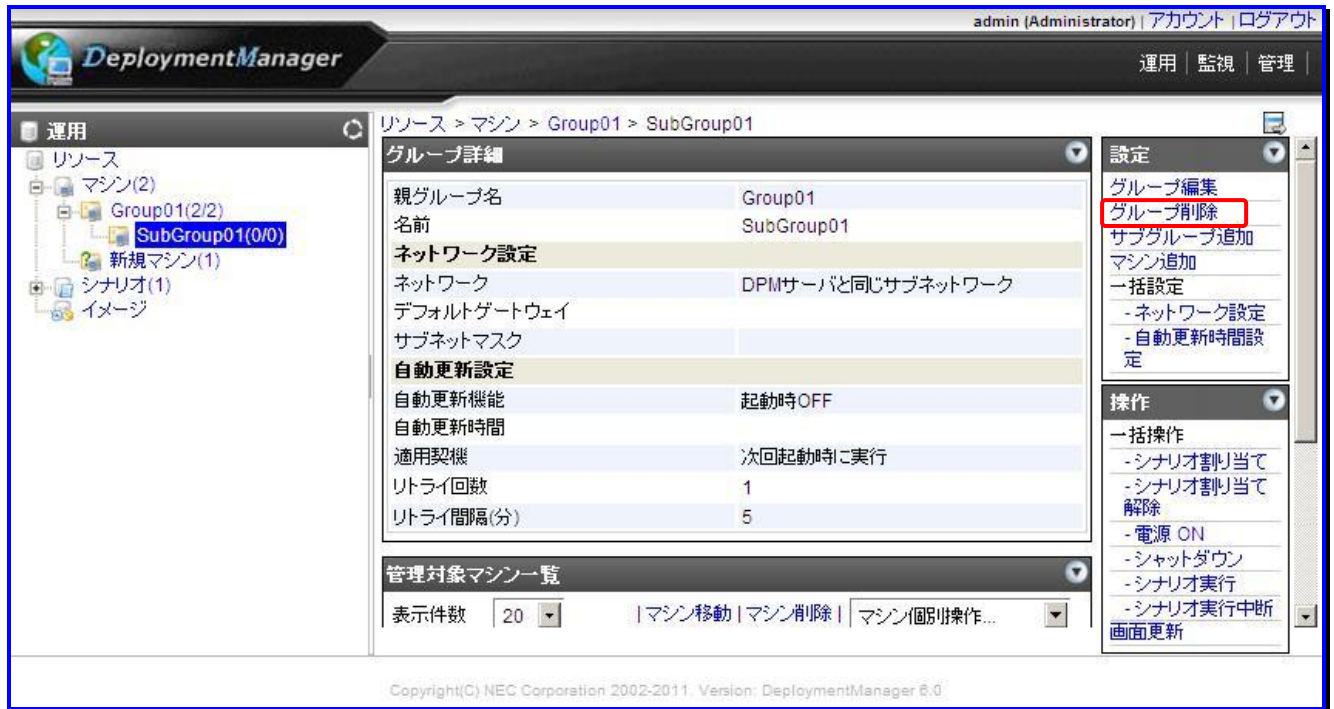 admin (Administrator) | アカウント | ログアウト
DeploymentManager
運用 | 監視 | 管理 |
運用
リソース
マシン(2)
Group01(2/2)
SubGroup01(0/0)
新規マシン(1)
シナリオ(1)
イメージ
リソース > マシン > Group01 > SubGroup01
グループ詳細
親グループ名 Group01
名前 SubGroup01
ネットワーク設定
ネットワーク DPMサーバと同じサブネットワーク
デフォルトゲートウェイ
サブネットマスク
自動更新設定
自動更新機能 起動時OFF
自動更新時間
適用契機 次回起動時に実行
リトライ回数 1
リトライ間隔(分) 5
管理対象マシン一覧
表示件数 20 | マシン移動 | マシン削除 | マシン個別操作...
設定
グループ編集
グループ削除
サブグループ追加
マシン追加
一括設定
- ネットワーク設定
- 自動更新時間設
定
操作
一括操作
- シナリオ割り当て
- シナリオ割り当て
解除
- 電源 ON
- シャットダウン
- シナリオ実行
- シナリオ実行中断
画面更新
Copyright(C) NEC Corporation 2002-2011. Version: DeploymentManager 6.0